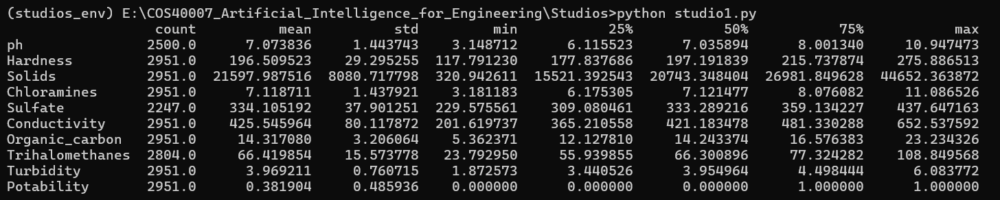 (studios_env) E:\COS40007_Artificial_Intelligence_for_Engineering\Studios>python studio1.py
                  count          mean          std         min           25%           50%           75%           max
ph               2500.0      7.073836     1.443743    3.148712      6.115523      7.035894      8.001340     10.947473
Hardness         2951.0    196.509523    29.295255  117.791230    177.837686    197.191839    215.737874    275.886513
Solids           2951.0  21597.987516  8080.717798  320.942611  15521.392543  20743.348404  26981.849628  44652.363872
Chloramines      2951.0      7.118711     1.437921    3.181183      6.175305      7.121477      8.076082     11.086526
Sulfate          2247.0    334.105192    37.901251  229.575561    309.080461    333.289216    359.134227    437.647163
Conductivity     2951.0    425.545964    80.117872  201.619737    365.210558    421.183478    481.330288    652.537592
Organic_carbon   2951.0     14.317080     3.206064    5.362371     12.127810     14.243374     16.576383     23.234326
Trihalomethanes  2804.0     66.419854    15.573778   23.792950     55.939855     66.300896     77.324282    108.849568
Turbidity        2951.0      3.969211     0.760715    1.872573      3.440526      3.954964      4.498444      6.083772
Potability       2951.0      0.381904     0.485936    0.000000      0.000000      0.000000      1.000000      1.000000